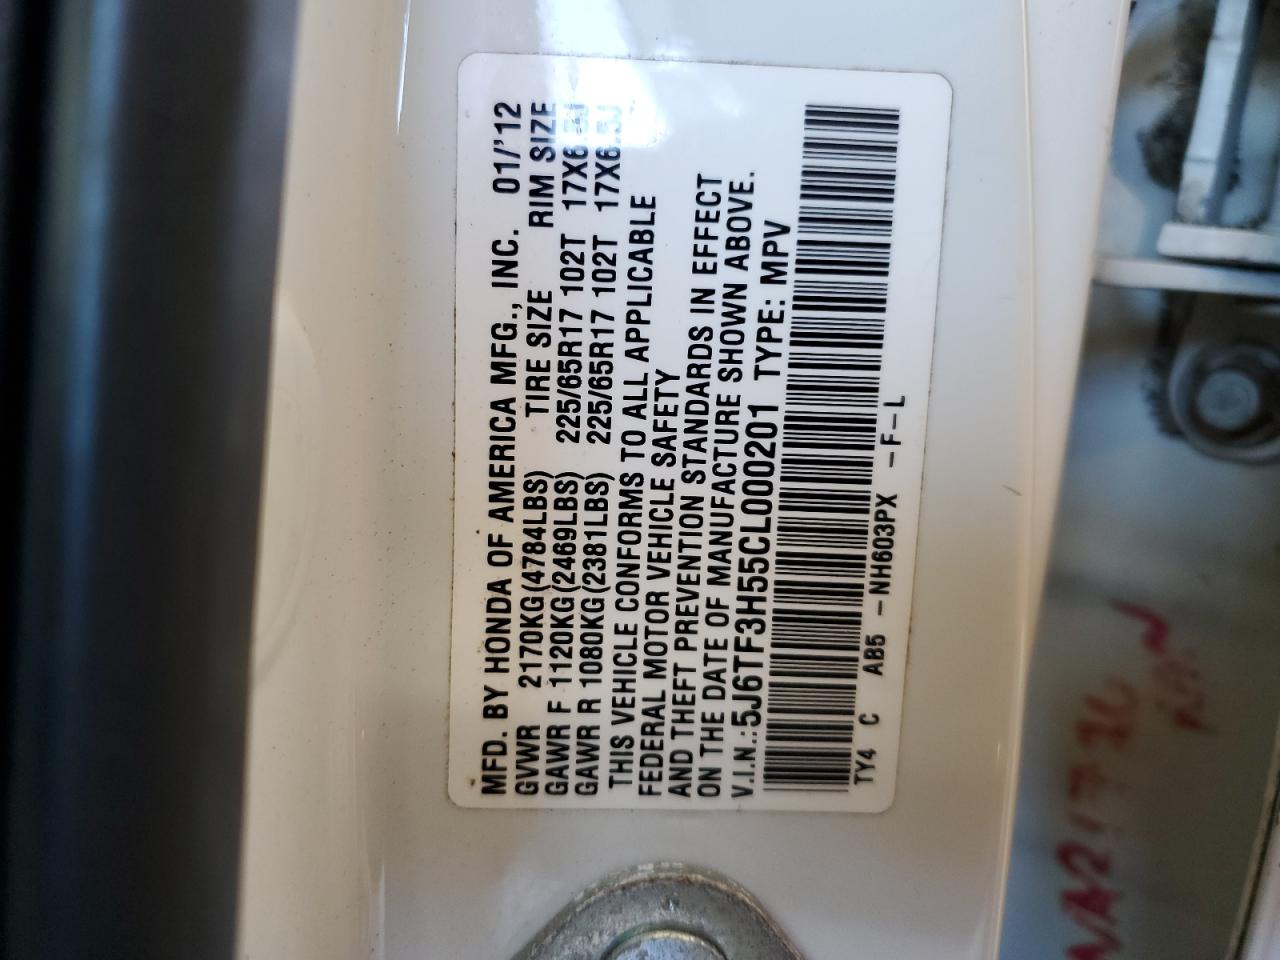 MFD. BY HONDA OF AMERICA MFG., INC. 01/'12
GVWR 2170KG(4784LBS) TIRE SIZE RIM SIZE
GAWR F 1120KG(2469LBS) 225/65R17 102T 17X6.5J
GAWR R 1080KG(2381LBS) 225/65R17 102T 17X6.5J
THIS VEHICLE CONFORMS TO ALL APPLICABLE
FEDERAL MOTOR VEHICLE SAFETY
AND THEFT PREVENTION STANDARDS IN EFFECT
ON THE DATE OF MANUFACTURE SHOWN ABOVE.
V.I.N.:5J6TF3H55CL000201 TYPE: MPV
TY4 C AB5 -NH603PX -F-L